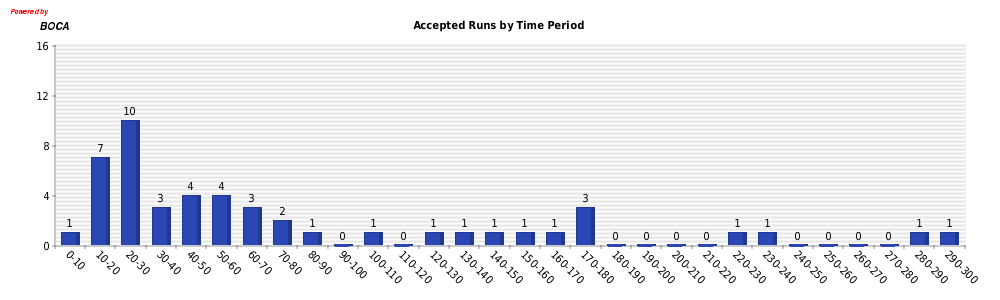 Powered by
BOCA
Accepted Runs by Time Period
16
12
8
4
0
1 7 10 3 4 4 3 2 1 0 1 0 1 1 1 1 1 3 0 0 0 0 1 1 0 0 0 0 1 1
0-10 10-20 20-30 30-40 40-50 50-60 60-70 70-80 80-90 90-100 100-110 110-120 120-130 130-140 140-150 150-160 160-170 170-180 180-190 190-200 200-210 210-220 220-230 230-240 240-250 250-260 260-270 270-280 280-290 290-300